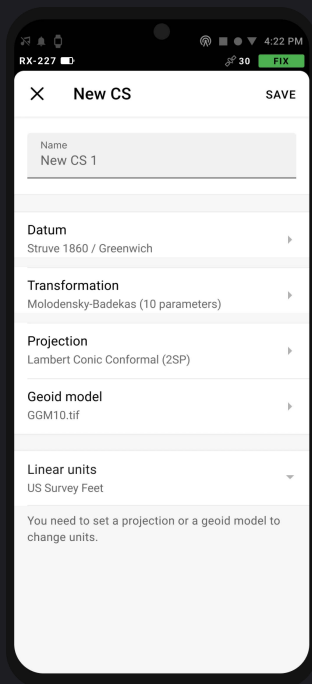 4:22 PM
RX-227
30
FIX
New CS
SAVE
Name
New CS 1
Datum
Struve 1860 / Greenwich
Transformation
Molodensky-Badekas (10 parameters)
Projection
Lambert Conic Conformal (2SP)
Geoid model
GGM10.tif
Linear units
US Survey Feet
You need to set a projection or a geoid model to
change units.